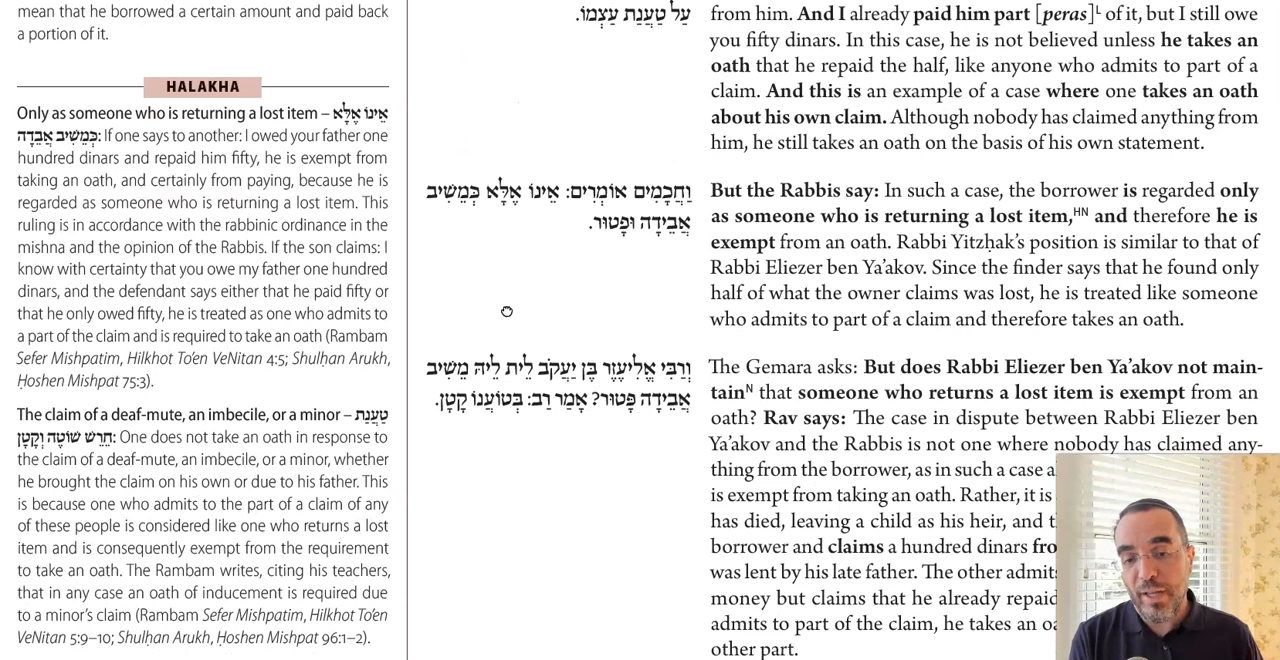 mean that he borrowed a certain amount and paid back
a portion of it.
HALAKHA
Only as someone who is returning a lost item – אֵינוֹ אֶלָּא
כְּמֵשִׁיב אֲבֵידָה: If one says to another: I owed your father one
hundred dinars and repaid him fifty, he is exempt from
taking an oath, and certainly from paying, because he is
regarded as someone who is returning a lost item. This
ruling is in accordance with the rabbinic ordinance in the
mishna and the opinion of the Rabbis. If the son claims: I
know with certainty that you owe my father one hundred
dinars, and the defendant says either that he paid fifty or
that he only owed fifty, he is treated as one who admits to
a part of the claim and is required to take an oath (Rambam
Sefer Mishpatim, Hilkhot To'en VeNitan 4:5; Shulḥan Arukh,
Ḥoshen Mishpat 75:3).
The claim of a deaf-mute, an imbecile, or a minor – טַעֲנַת
חֵרֵשׁ שׁוֹטֶה וְקָטָן: One does not take an oath in response to
the claim of a deaf-mute, an imbecile, or a minor, whether
he brought the claim on his own or due to his father. This
is because one who admits to the part of a claim of any
of these people is considered like one who returns a lost
item and is consequently exempt from the requirement
to take an oath. The Rambam writes, citing his teachers,
that in any case an oath of inducement is required due
to a minor's claim (Rambam Sefer Mishpatim, Hilkhot To'en
VeNitan 5:9–10; Shulḥan Arukh, Ḥoshen Mishpat 96:1–2).
עַל טַעֲנַת עַצְמוֹ.
וַחֲכָמִים אוֹמְרִים: אֵינוֹ אֶלָּא כְּמֵשִׁיב
אֲבֵידָה וּפָטוּר.
וְרַבִּי אֱלִיעֶזֶר בֶּן יַעֲקֹב לֵית לֵיהּ מֵשִׁיב
אֲבֵידָה פָּטוּר? אָמַר רַב: בְּטוֹעֲנוֹ קָטָן.
from him. And I already paid him part [peras]ᴸ of it, but I still owe
you fifty dinars. In this case, he is not believed unless he takes an
oath that he repaid the half, like anyone who admits to part of a
claim. And this is an example of a case where one takes an oath
about his own claim. Although nobody has claimed anything from
him, he still takes an oath on the basis of his own statement.
But the Rabbis say: In such a case, the borrower is regarded only
as someone who is returning a lost item,ᴴᴺ and therefore he is
exempt from an oath. Rabbi Yitzḥak's position is similar to that of
Rabbi Eliezer ben Ya'akov. Since the finder says that he found only
half of what the owner claims was lost, he is treated like someone
who admits to part of a claim and therefore takes an oath.
The Gemara asks: But does Rabbi Eliezer ben Ya'akov not main-
tainᴺ that someone who returns a lost item is exempt from an
oath? Rav says: The case in dispute between Rabbi Eliezer ben
Ya'akov and the Rabbis is not one where nobody has claimed any-
thing from the borrower, as in such a case
is exempt from taking an oath. Rather, it is
has died, leaving a child as his heir, and
borrower and claims a hundred dinars
was lent by his late father. The other
money but claims that he already
admits to part of the claim, he takes an
other part.